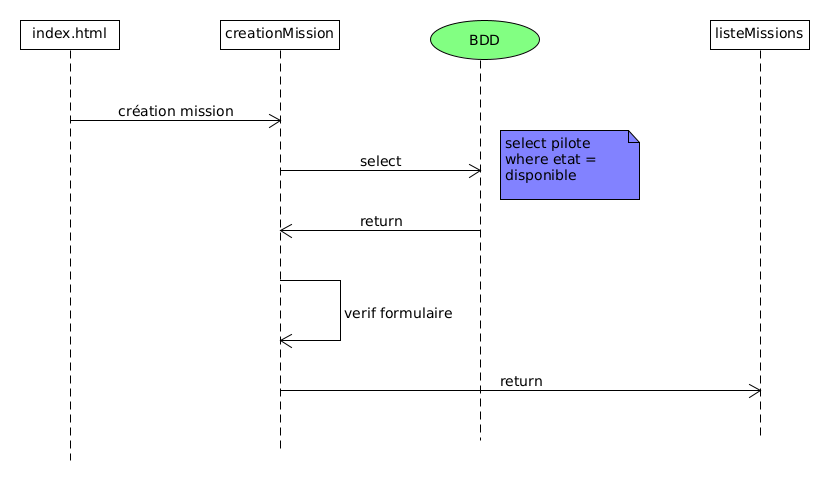 index.html
creationMission
BDD
listeMissions
création mission
select pilote
where etat =
disponible
select
return
verif formulaire
return